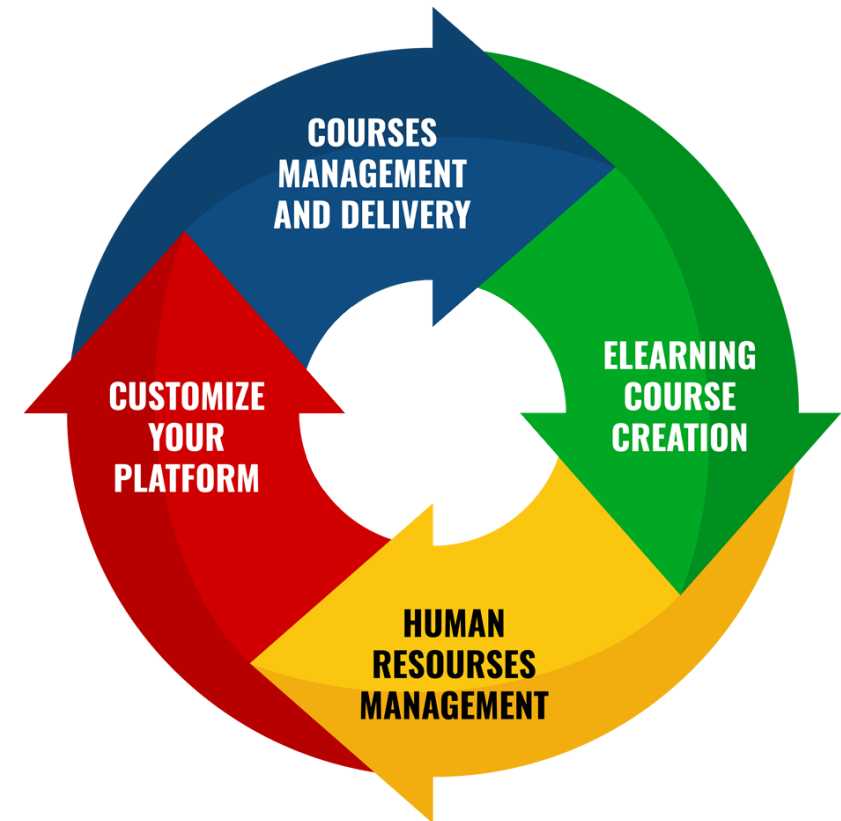 COURSES
MANAGEMENT
AND DELIVERY
ELEARNING
COURSE
CREATION
CUSTOMIZE
YOUR
PLATFORM
HUMAN
RESOURSES
MANAGEMENT